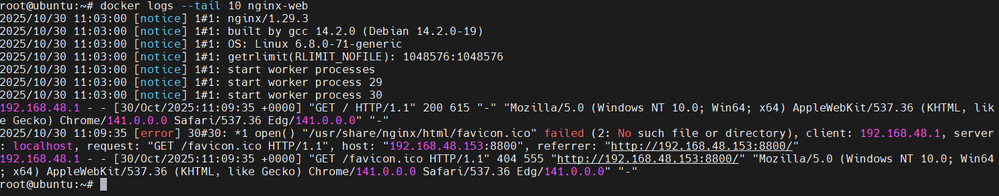 root@ubuntu:~# docker logs --tail 10 nginx-web
2025/10/30 11:03:00 [notice] 1#1: nginx/1.29.3
2025/10/30 11:03:00 [notice] 1#1: built by gcc 14.2.0 (Debian 14.2.0-19)
2025/10/30 11:03:00 [notice] 1#1: OS: Linux 6.8.0-71-generic
2025/10/30 11:03:00 [notice] 1#1: getrlimit(RLIMIT_NOFILE): 1048576:1048576
2025/10/30 11:03:00 [notice] 1#1: start worker processes
2025/10/30 11:03:00 [notice] 1#1: start worker process 29
2025/10/30 11:03:00 [notice] 1#1: start worker process 30
192.168.48.1 - - [30/Oct/2025:11:09:35 +0000] "GET / HTTP/1.1" 200 615 "-" "Mozilla/5.0 (Windows NT 10.0; Win64; x64) AppleWebKit/537.36 (KHTML, lik
e Gecko) Chrome/141.0.0.0 Safari/537.36 Edg/141.0.0.0" "-"
2025/10/30 11:09:35 [error] 30#30: *1 open() "/usr/share/nginx/html/favicon.ico" failed (2: No such file or directory), client: 192.168.48.1, server
: localhost, request: "GET /favicon.ico HTTP/1.1", host: "192.168.48.153:8800", referrer: "http://192.168.48.153:8800/"
192.168.48.1 - - [30/Oct/2025:11:09:35 +0000] "GET /favicon.ico HTTP/1.1" 404 555 "http://192.168.48.153:8800/" "Mozilla/5.0 (Windows NT 10.0; Win64
; x64) AppleWebKit/537.36 (KHTML, like Gecko) Chrome/141.0.0.0 Safari/537.36 Edg/141.0.0.0" "-"
root@ubuntu:~#